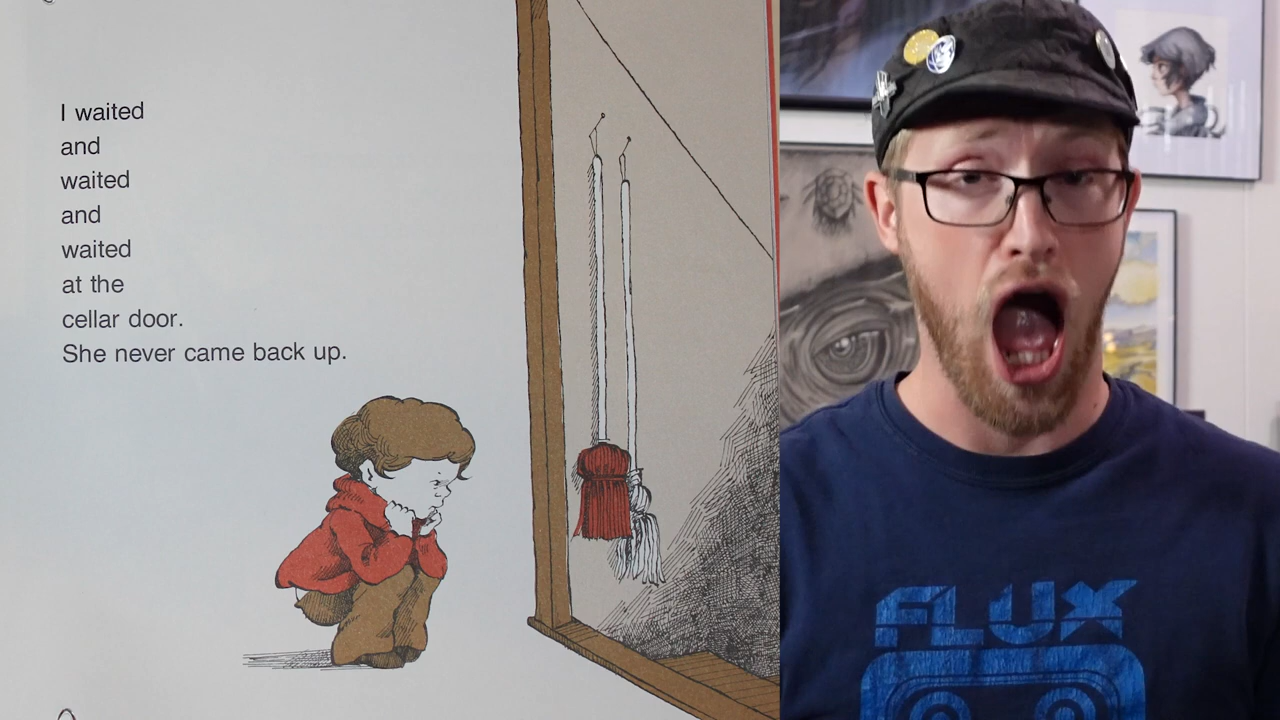 I waited
and
waited
and
waited
at the
cellar door.
She never came back up.
FLUX